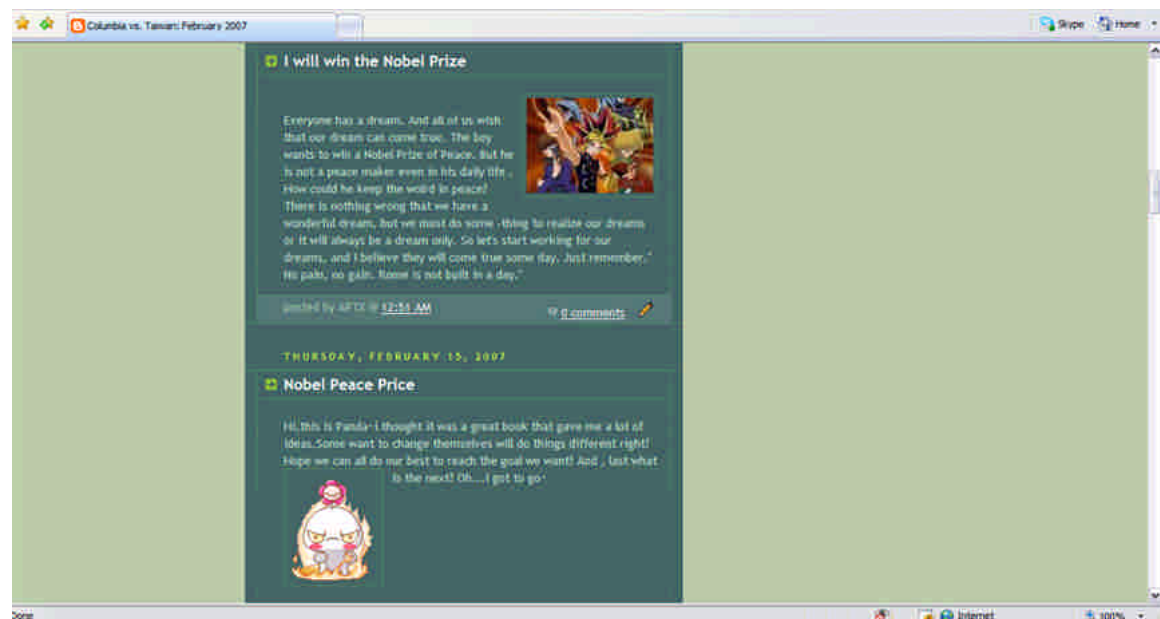 Columbia vs. Taiwan: February 2007
Skype
Home
I will win the Nobel Prize
Everyone has a dream. And all of us wish
that our dream can come true. The boy
wants to win a Nobel Prize of Peace. But he
is not a peace maker even in his daily life .
How could he keep the world in peace?
There is nothing wrong that we have a
wonderful dream, but we must do some -thing to realize our dreams
or it will always be a dream only. So let's start working for our
dreams, and I believe they will come true some day. Just remember."
No pain, no gain. Rome is not built in a day."
posted by @ 12:51 AM
0 comments
THURSDAY, FEBRUARY 15, 2007
Nobel Peace Price
Hi,this is Panda~i thought it was a great book that gave me a lot of
ideas.Some want to change themselves will do things different right!
Hope we can all do our best to reach the goal we want! And , last what
is the next? Oh....I got to go~
Done
Internet
100%